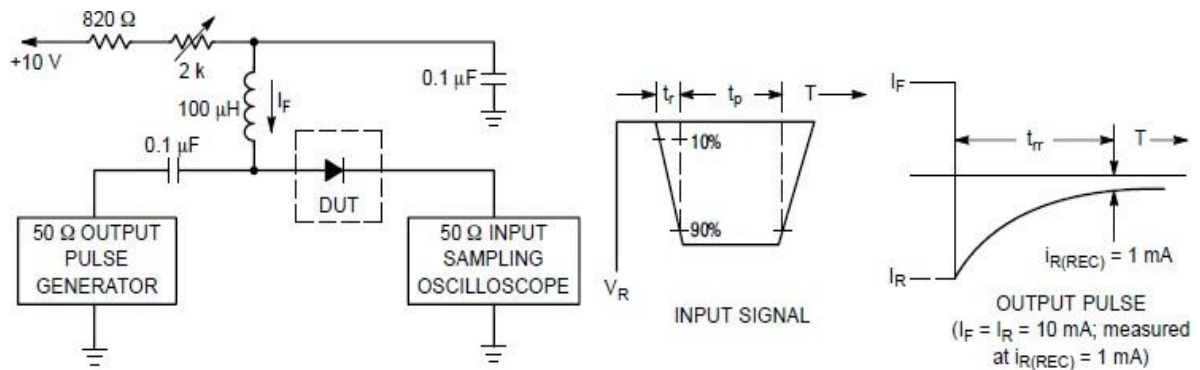 820 Ω
+10 V
2 k
100 μH
I_F
0.1 μF
0.1 μF
DUT
50 Ω OUTPUT
PULSE
GENERATOR
50 Ω INPUT
SAMPLING
OSCILLOSCOPE
t_r
t_p
T
10%
90%
V_R
INPUT SIGNAL
I_F
t_rr
T
I_R
i_R(REC) = 1 mA
OUTPUT PULSE
(I_F = I_R = 10 mA; measured
at i_R(REC) = 1 mA)